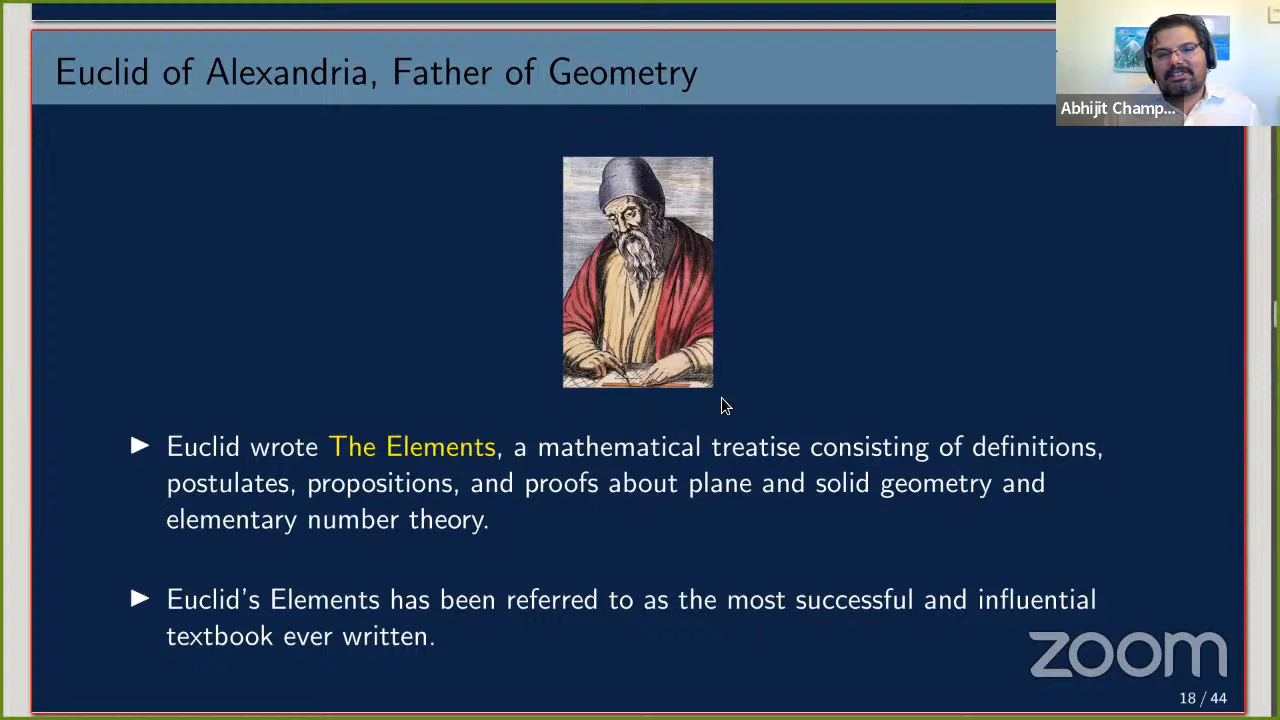 Euclid of Alexandria, Father of Geometry
Abhijit Champ...
► Euclid wrote The Elements, a mathematical treatise consisting of definitions,
postulates, propositions, and proofs about plane and solid geometry and
elementary number theory.
► Euclid's Elements has been referred to as the most successful and influential
textbook ever written.
zoom
18 / 44